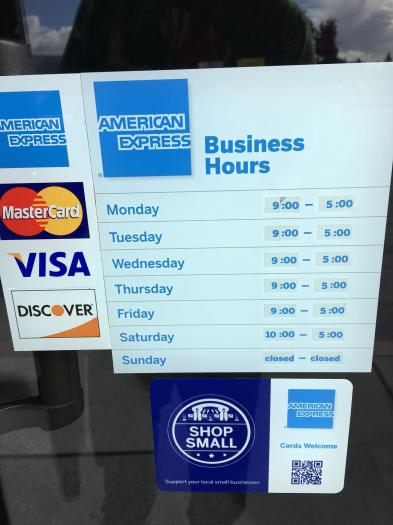 AMERICAN
EXPRESS
MasterCard
VISA
DISCOVER
AMERICAN
EXPRESS
®
Business
Hours
Monday 9:00 – 5:00
Tuesday 9:00 – 5:00
Wednesday 9:00 – 5:00
Thursday 9:00 – 5:00
Friday 9:00 – 5:00
Saturday 10:00 – 5:00
Sunday closed – closed
SHOP
SMALL
Support your local small businesses
AMERICAN
EXPRESS
Cards Welcome